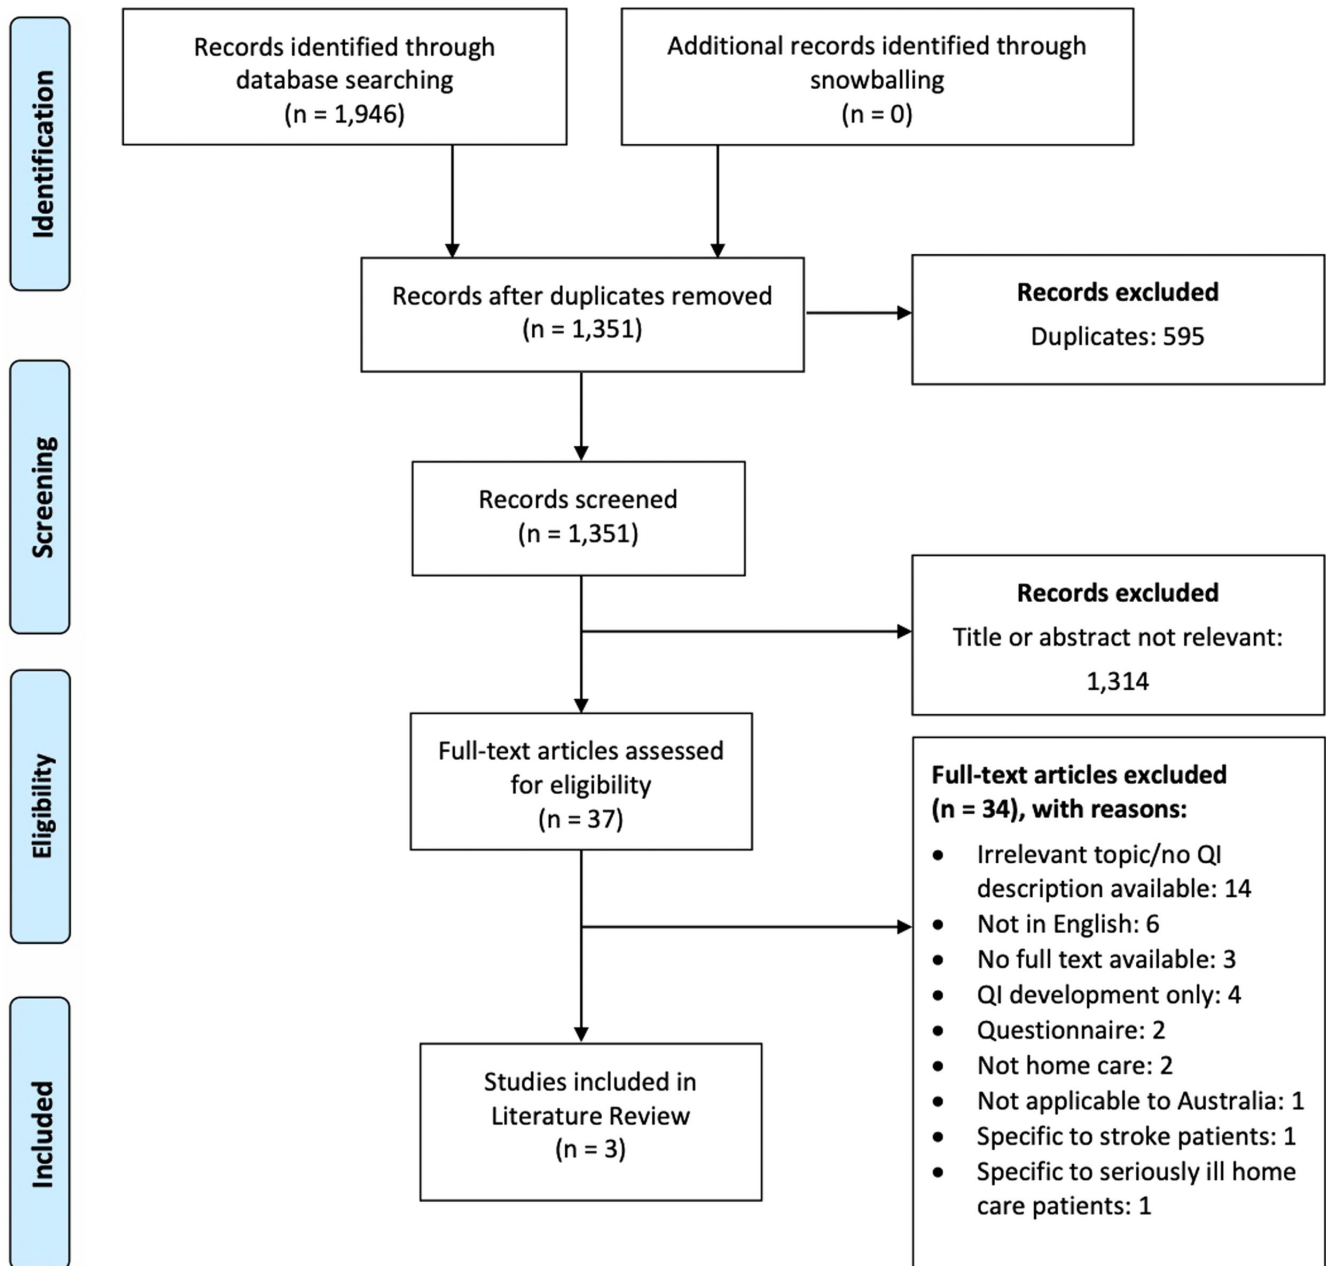 Identification
Records identified through
database searching
(n = 1,946)
Additional records identified through
snowballing
(n = 0)
Records after duplicates removed
(n = 1,351)
Records excluded
Duplicates: 595
Screening
Records screened
(n = 1,351)
Records excluded
Title or abstract not relevant:
1,314
Eligibility
Full-text articles assessed
for eligibility
(n = 37)
Full-text articles excluded
(n = 34), with reasons:
• Irrelevant topic/no QI
description available: 14
• Not in English: 6
• No full text available: 3
• QI development only: 4
• Questionnaire: 2
• Not home care: 2
• Not applicable to Australia: 1
• Specific to stroke patients: 1
• Specific to seriously ill home
care patients: 1
Included
Studies included in
Literature Review
(n = 3)